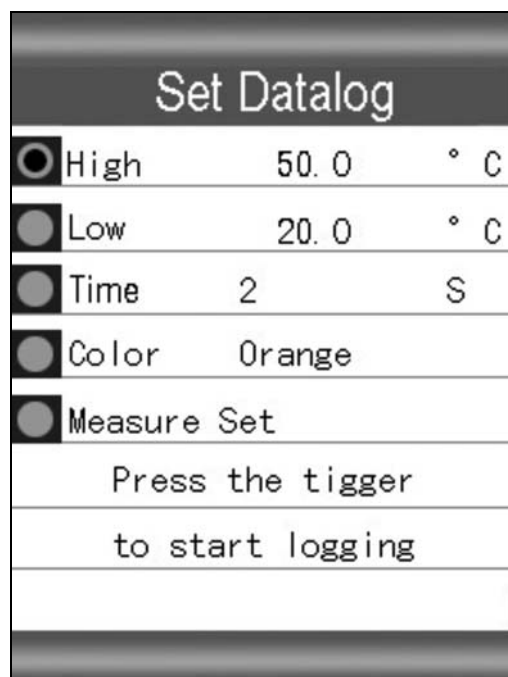 Set Datalog
High 50.0 ° C
Low 20.0 ° C
Time 2 S
Color Orange
Measure Set
Press the tigger
to start logging